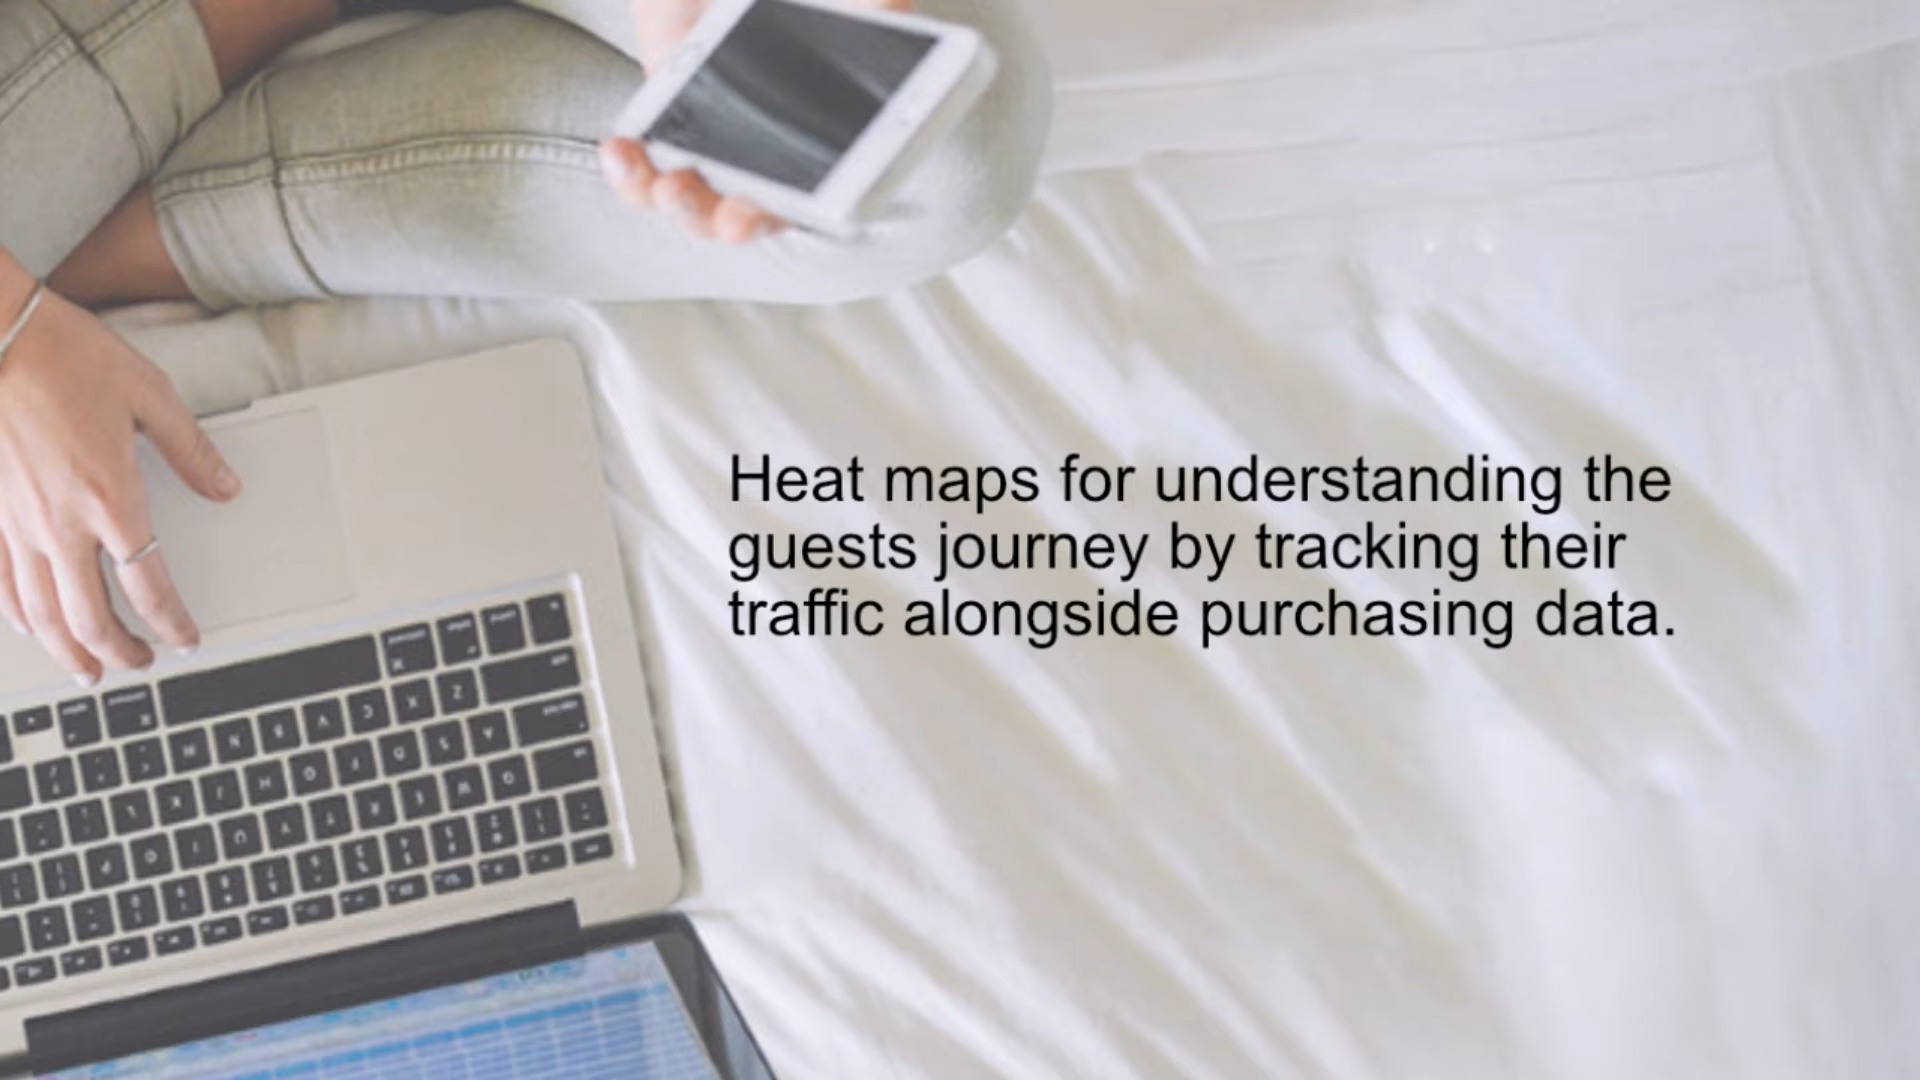 Heat maps for understanding the
guests journey by tracking their
traffic alongside purchasing data.